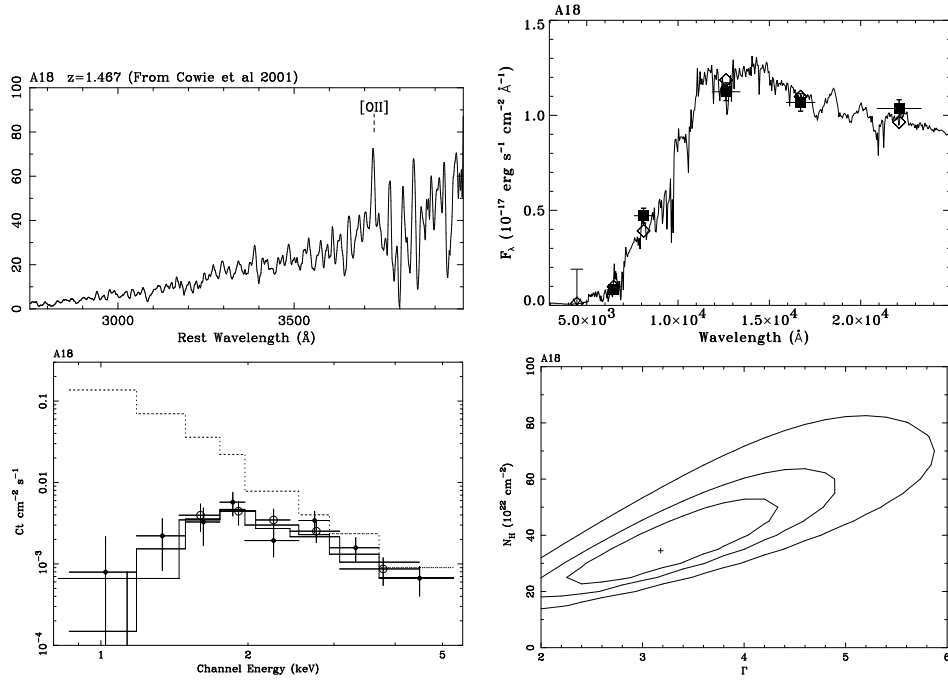 A18 z=1.467 (From Cowie et al 2001)
[OII]
100
80
60
40
20
0
3000
3500
Rest Wavelength (Å)
A18
1.5
1.0
0.5
0.0
F_λ (10⁻¹⁷ erg s⁻¹ cm⁻² Å⁻¹)
5.0×10³
1.0×10⁴
1.5×10⁴
2.0×10⁴
Wavelength (Å)
A18
0.1
0.01
10⁻³
10⁻⁴
Ct cm⁻² s⁻¹
1
2
5
Channel Energy (keV)
A18
100
80
60
40
20
0
N_H (10²² cm⁻²)
2
3
4
5
6
Γ